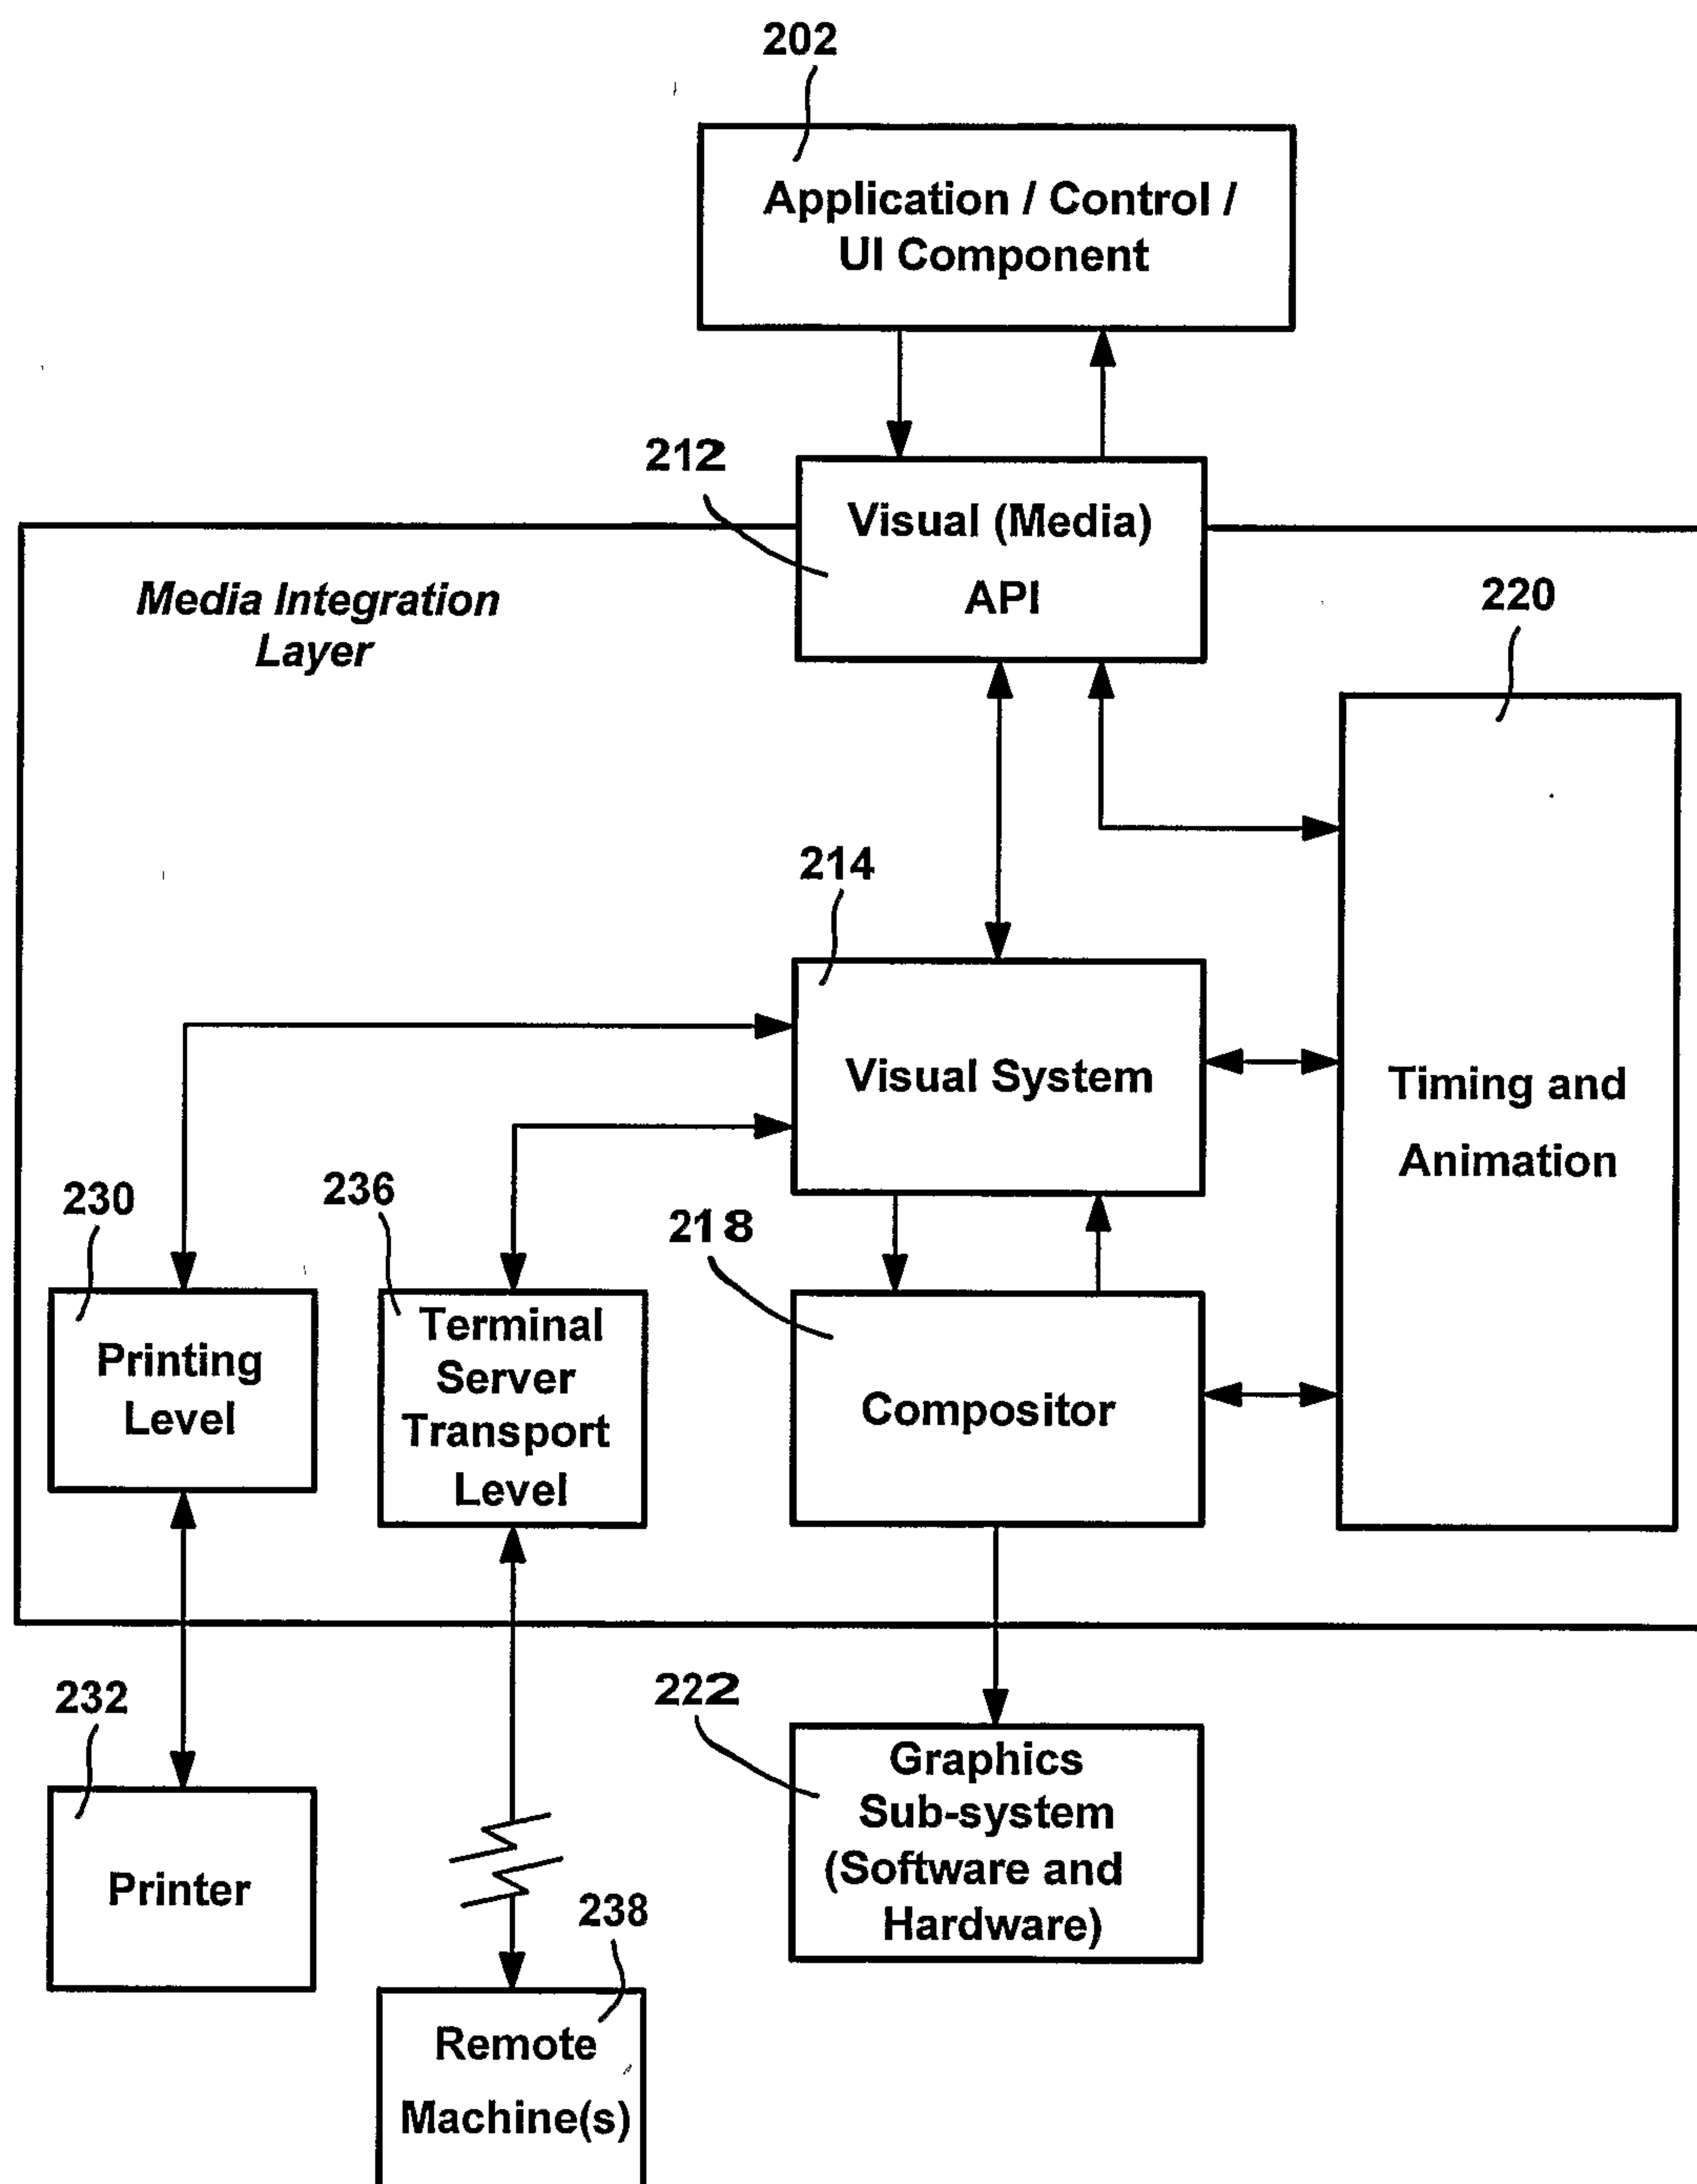 202
Application / Control /
UI Component
212
Visual (Media)
API
Media Integration
Layer
220
214
Visual System
Timing and
Animation
230
236
218
Printing
Level
Terminal
Server
Transport
Level
Compositor
232
222
Printer
Graphics
Sub-system
(Software and
Hardware)
238
Remote
Machine(s)